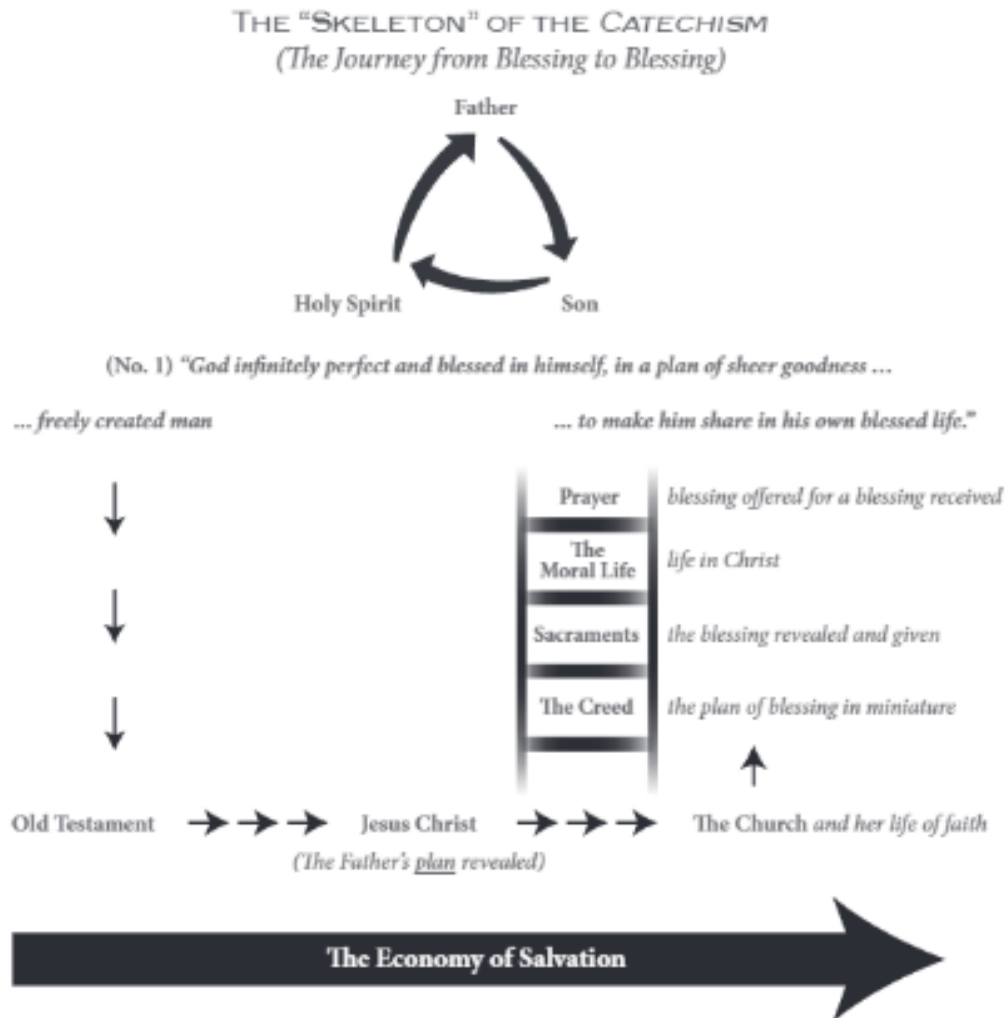 THE “SKELETON” OF THE CATECHISM
(The Journey from Blessing to Blessing)
Father
Holy Spirit
Son
(No. 1) “God infinitely perfect and blessed in himself, in a plan of sheer goodness ...
... freely created man
... to make him share in his own blessed life.”
Prayer
blessing offered for a blessing received
The
Moral Life
life in Christ
Sacraments
the blessing revealed and given
The Creed
the plan of blessing in miniature
Old Testament
Jesus Christ
(The Father’s plan revealed)
The Church and her life of faith
The Economy of Salvation